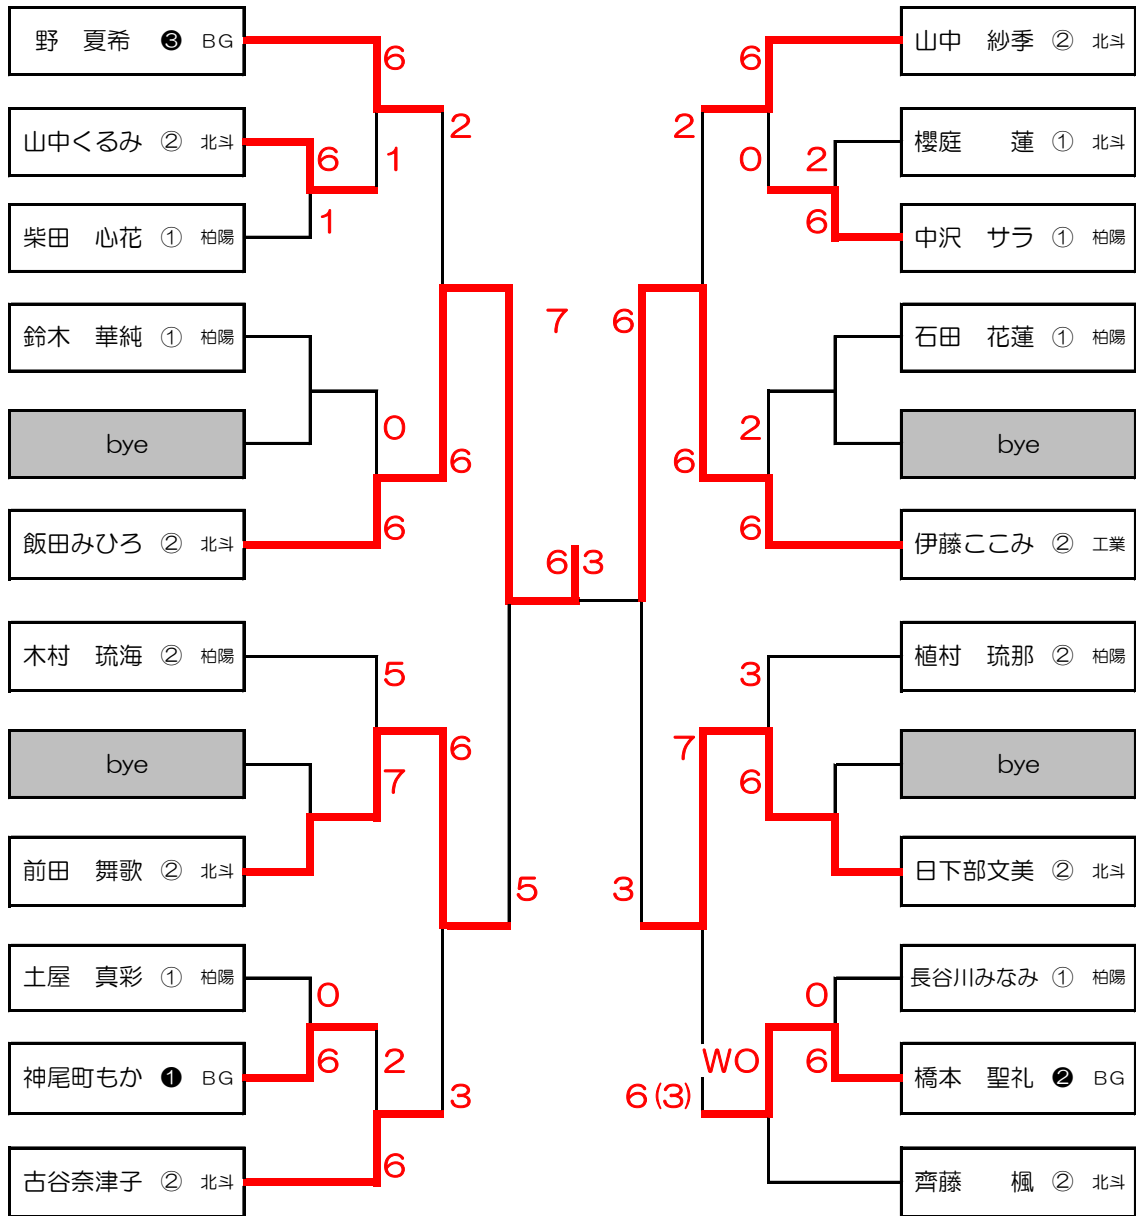 野　夏希 ❸ BG
6
2
山中くるみ ② 北斗
6
1
柴田　心花 ① 柏陽
1
鈴木　華純 ① 柏陽
7
bye
0
6
飯田みひろ ② 北斗
6
6
木村　琉海 ② 柏陽
5
6
bye
7
前田　舞歌 ② 北斗
5
土屋　真彩 ① 柏陽
0
神尾町もか ❶ BG
6
2
3
古谷奈津子 ② 北斗
6
山中　紗季 ② 北斗
6
2
櫻庭　蓮 ① 北斗
0
2
中沢　サラ ① 柏陽
6
石田　花蓮 ① 柏陽
6
bye
2
6
伊藤ここみ ② 工業
6
3
植村　琉那 ② 柏陽
3
7
bye
6
日下部文美 ② 北斗
3
長谷川みなみ ① 柏陽
0
橋本　聖礼 ❷ BG
6
WO
6(3)
齊藤　楓 ② 北斗